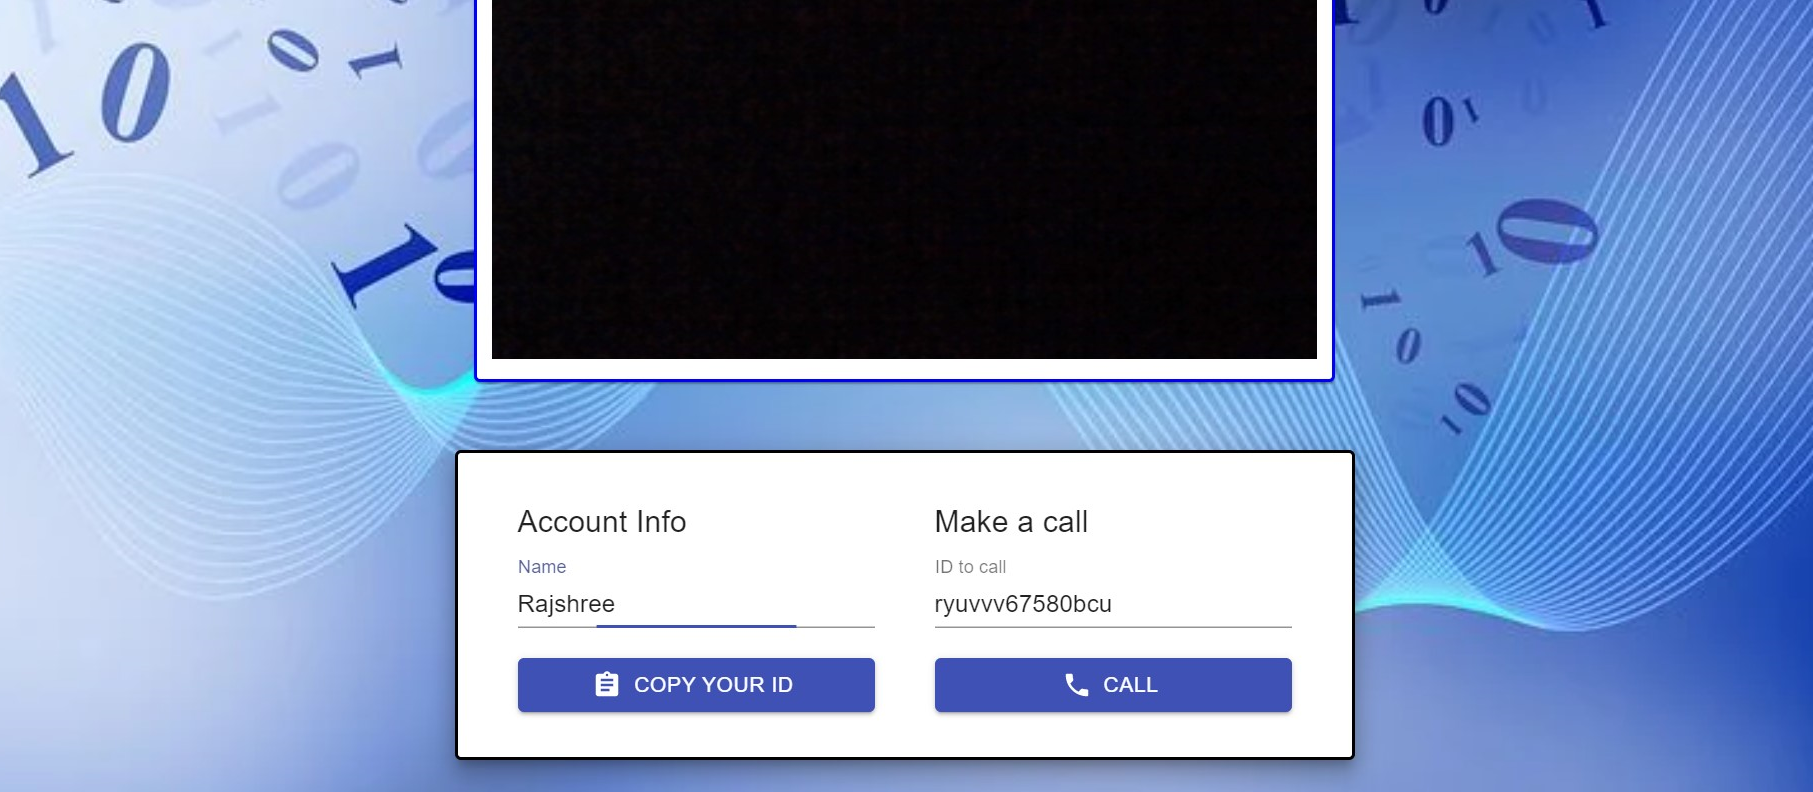 Account Info
Make a call
Name
ID to call
Rajshree
ryuvvv67580bcu
COPY YOUR ID
CALL